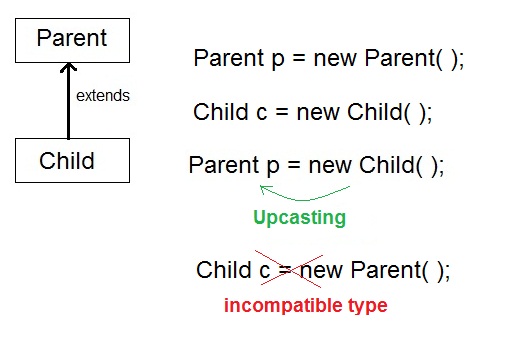 Parent
extends
Child
Parent p = new Parent( );
Child c = new Child( );
Parent p = new Child( );
Upcasting
Child c = new Parent( );
incompatible type